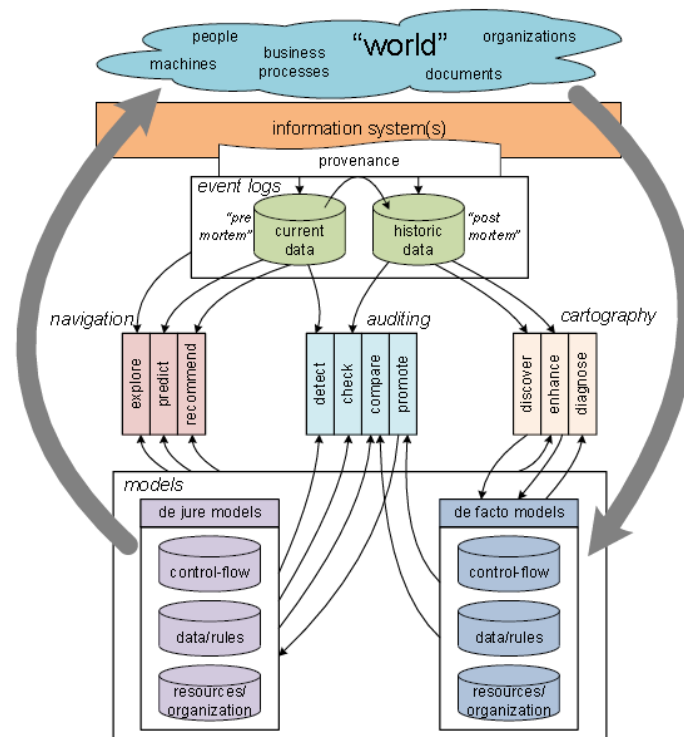 people
"world"
organizations
machines
business
processes
documents
information system(s)
provenance
event logs
"pre
mortem"
current
data
historic
data
"post
mortem"
navigation
auditing
cartography
explore
predict
recommend
detect
check
compare
promote
discover
enhance
diagnose
models
de jure models
de facto models
control-flow
control-flow
data/rules
data/rules
resources/
organization
resources/
organization